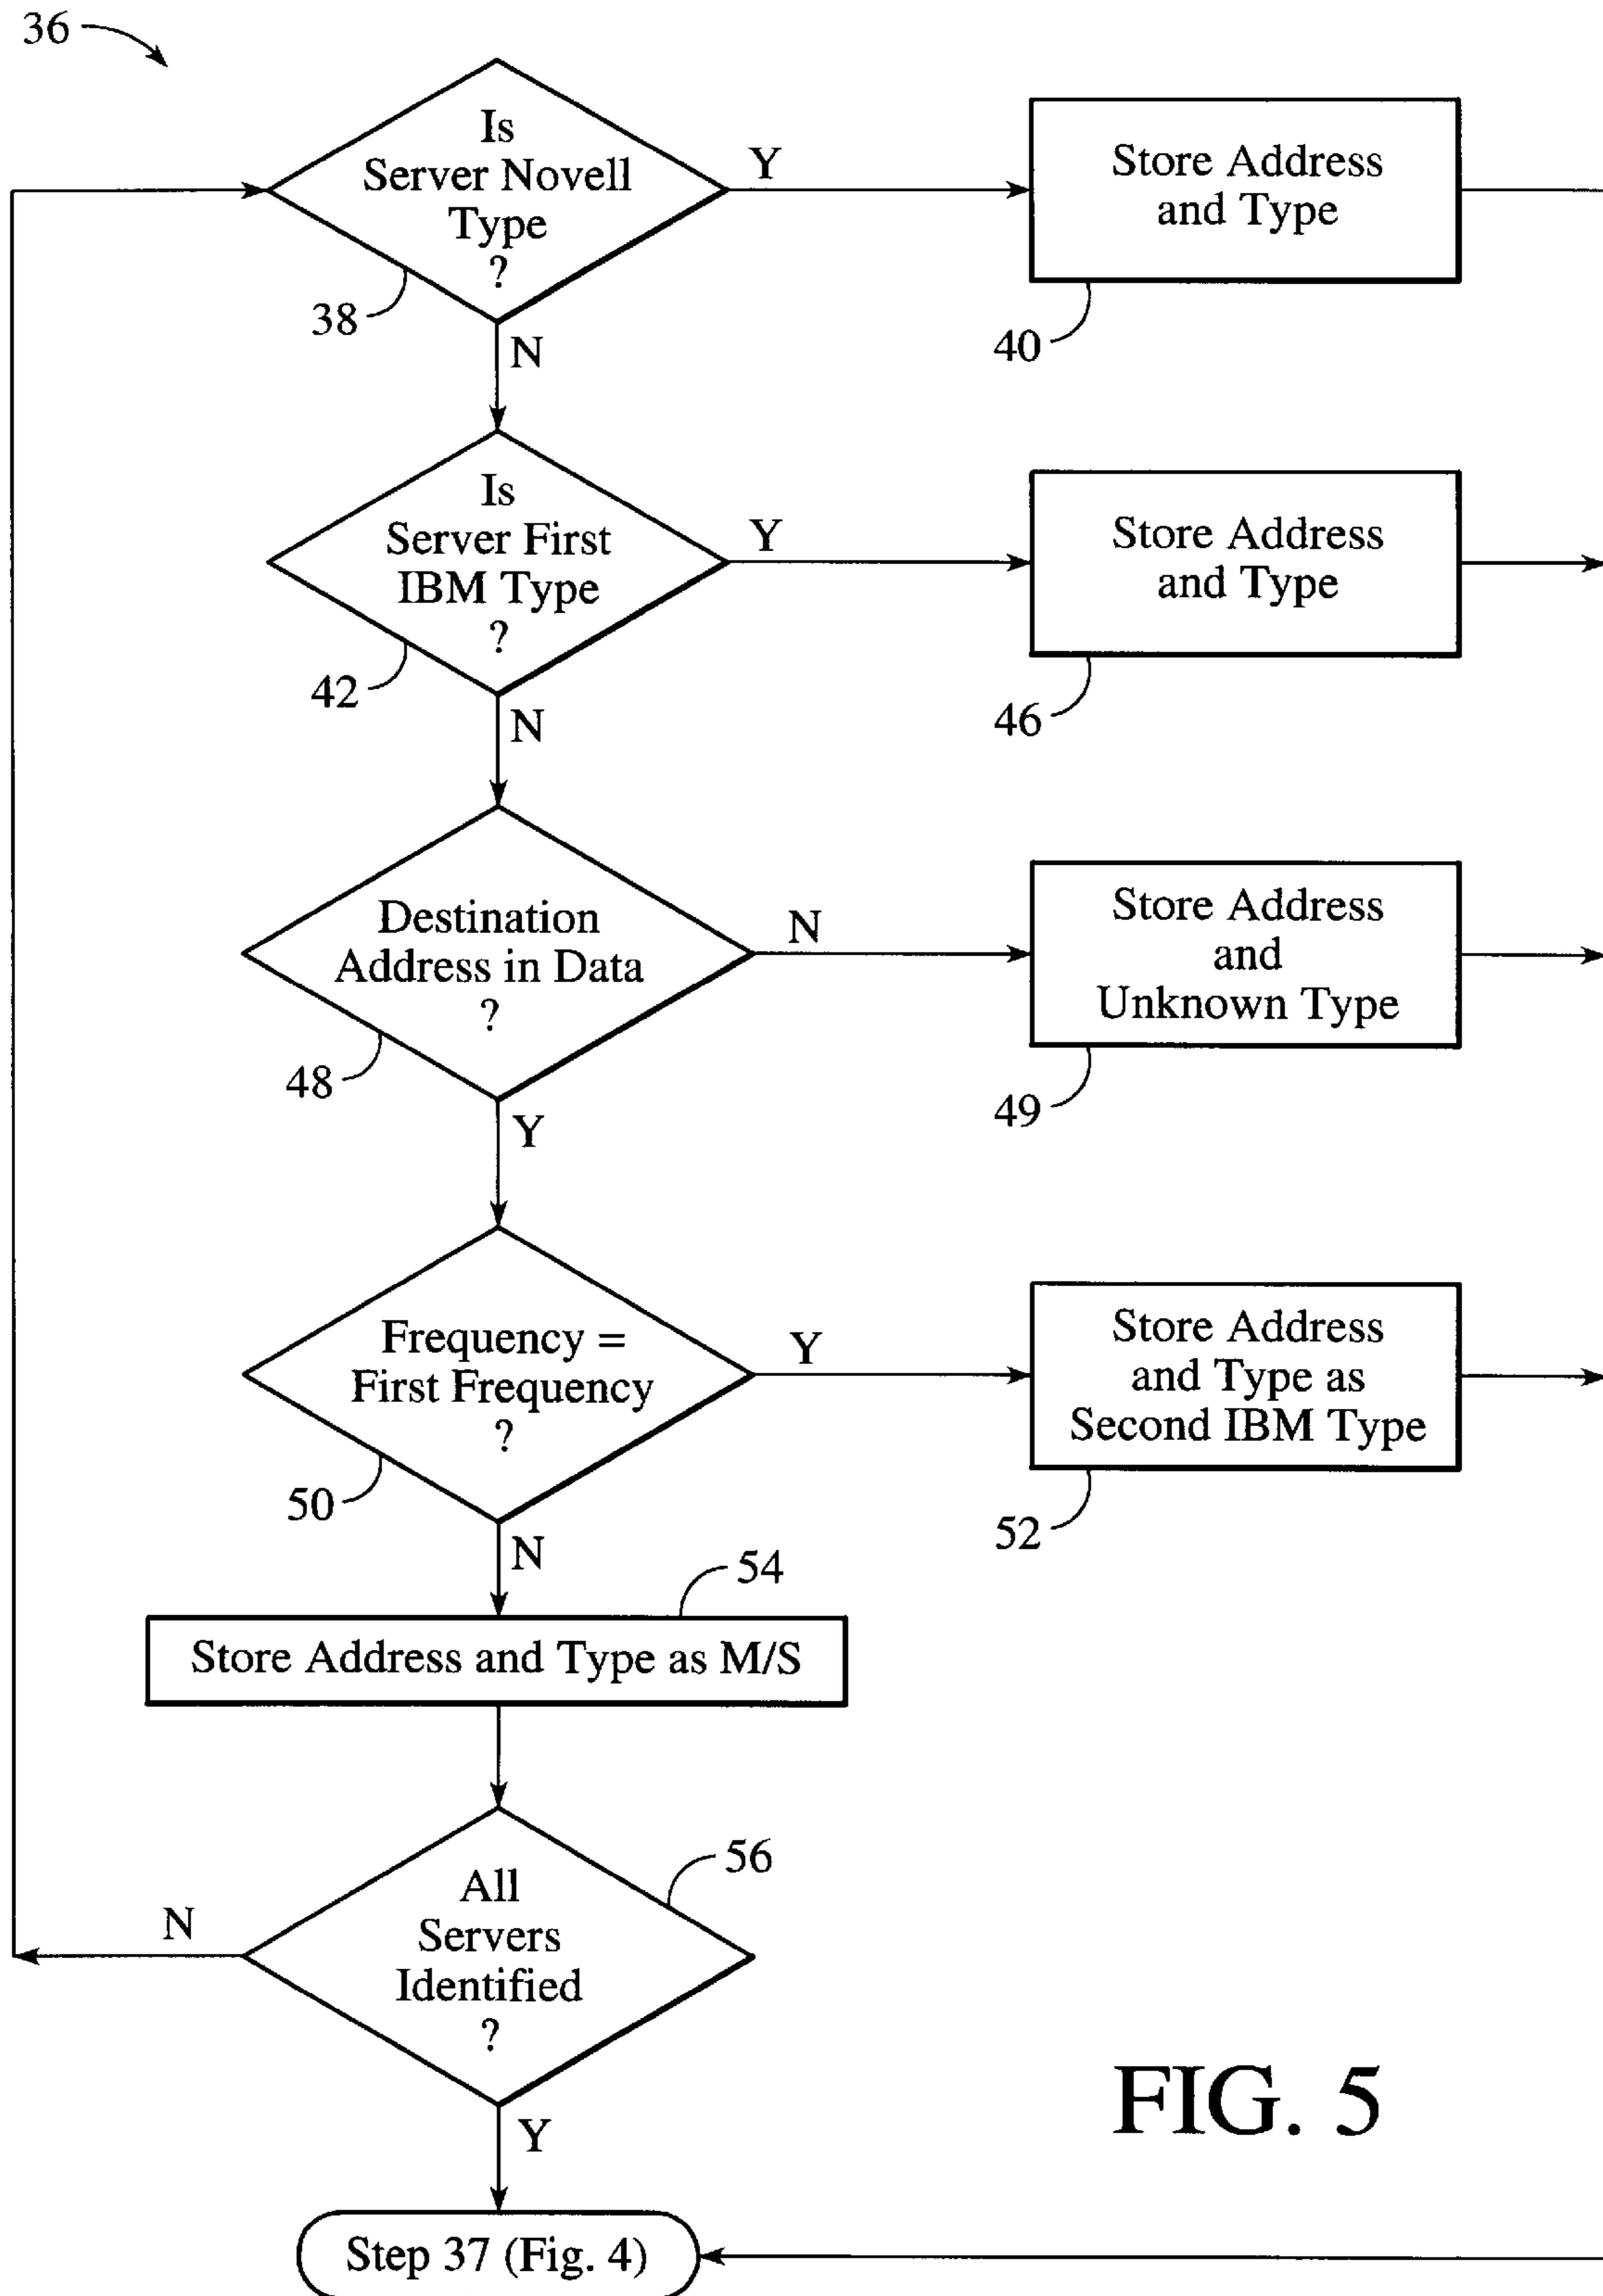 36
Is
Server Novell
Type
?
38
Y
Store Address
and Type
40
N
Is
Server First
IBM Type
?
42
Y
Store Address
and Type
46
N
Destination
Address in Data
?
48
N
Store Address
and
Unknown Type
49
Y
Frequency =
First Frequency
?
50
Y
Store Address
and Type as
Second IBM Type
52
N
54
Store Address and Type as M/S
56
All
Servers
Identified
?
N
Y
Step 37 (Fig. 4)
FIG. 5